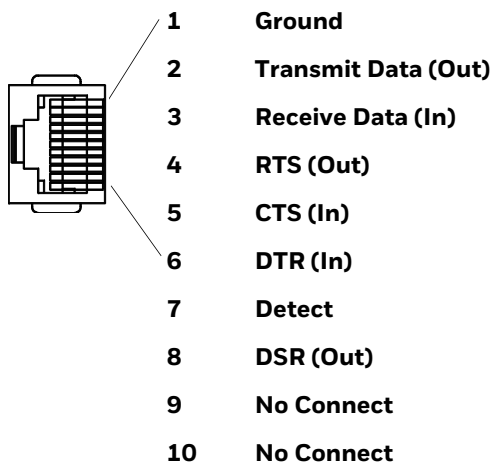 1 Ground
2 Transmit Data (Out)
3 Receive Data (In)
4 RTS (Out)
5 CTS (In)
6 DTR (In)
7 Detect
8 DSR (Out)
9 No Connect
10 No Connect